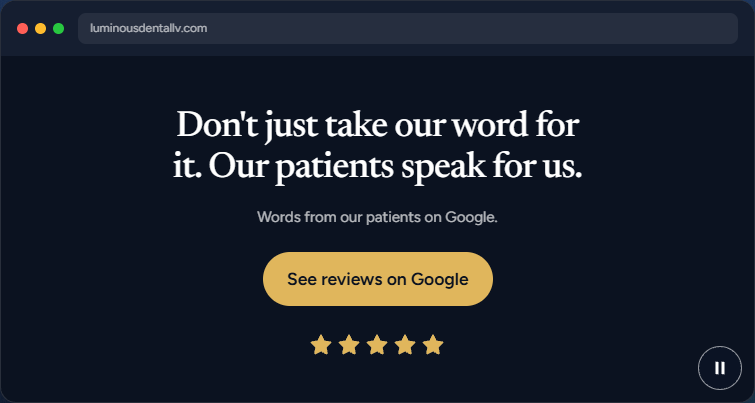 luminousdentallv.com
Don't just take our word for
it. Our patients speak for us.
Words from our patients on Google.
See reviews on Google